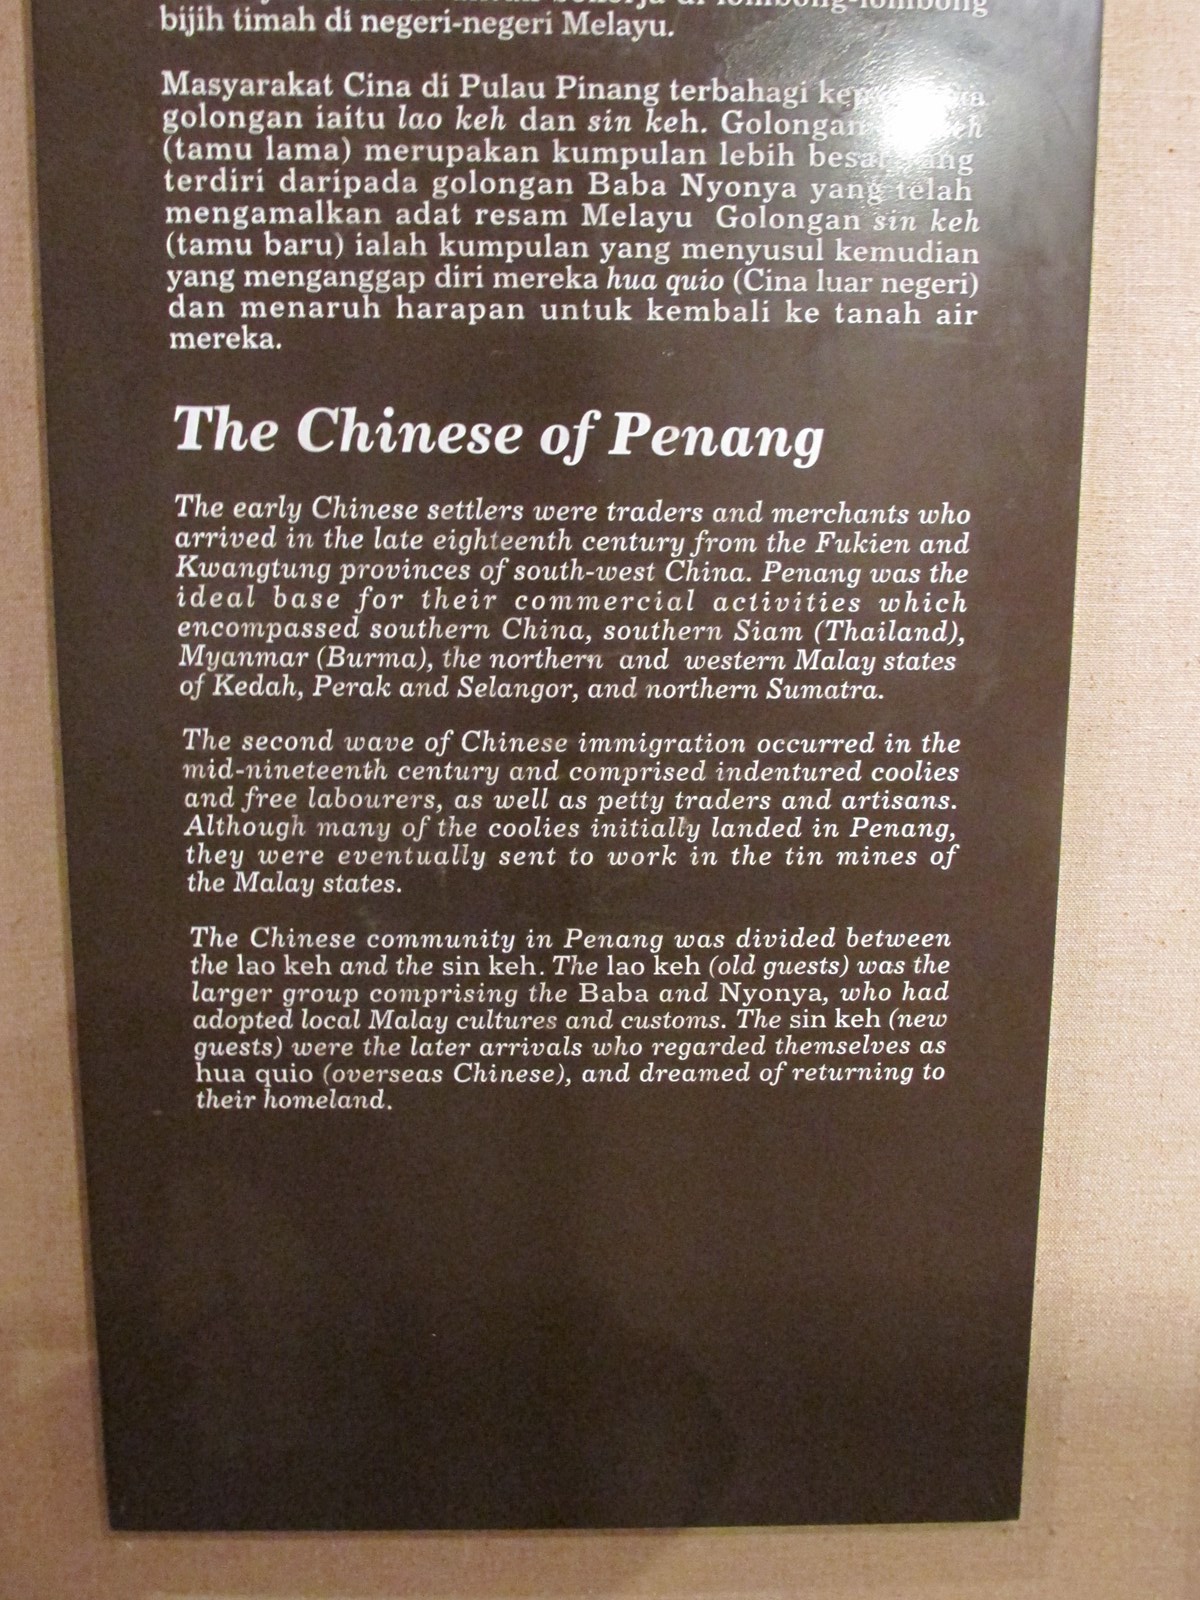 bijih timah di negeri-negeri Melayu.
Masyarakat Cina di Pulau Pinang terbahagi
golongan iaitu lao keh dan sin keh. Golongan
(tamu lama) merupakan kumpulan lebih besar yang
terdiri daripada golongan Baba Nyonya yang telah
mengamalkan adat resam Melayu Golongan sin keh
(tamu baru) ialah kumpulan yang menyusul kemudian
yang menganggap diri mereka hua quio (Cina luar negeri)
dan menaruh harapan untuk kembali ke tanah air
mereka.
The Chinese of Penang
The early Chinese settlers were traders and merchants who
arrived in the late eighteenth century from the Fukien and
Kwangtung provinces of south-west China. Penang was the
ideal base for their commercial activities which
encompassed southern China, southern Siam (Thailand),
Myanmar (Burma), the northern and western Malay states
of Kedah, Perak and Selangor, and northern Sumatra.
The second wave of Chinese immigration occurred in the
mid-nineteenth century and comprised indentured coolies
and free labourers, as well as petty traders and artisans.
Although many of the coolies initially landed in Penang,
they were eventually sent to work in the tin mines of
the Malay states.
The Chinese community in Penang was divided between
the lao keh and the sin keh. The lao keh (old guests) was the
larger group comprising the Baba and Nyonya, who had
adopted local Malay cultures and customs. The sin keh (new
guests) were the later arrivals who regarded themselves as
hua quio (overseas Chinese), and dreamed of returning to
their homeland.